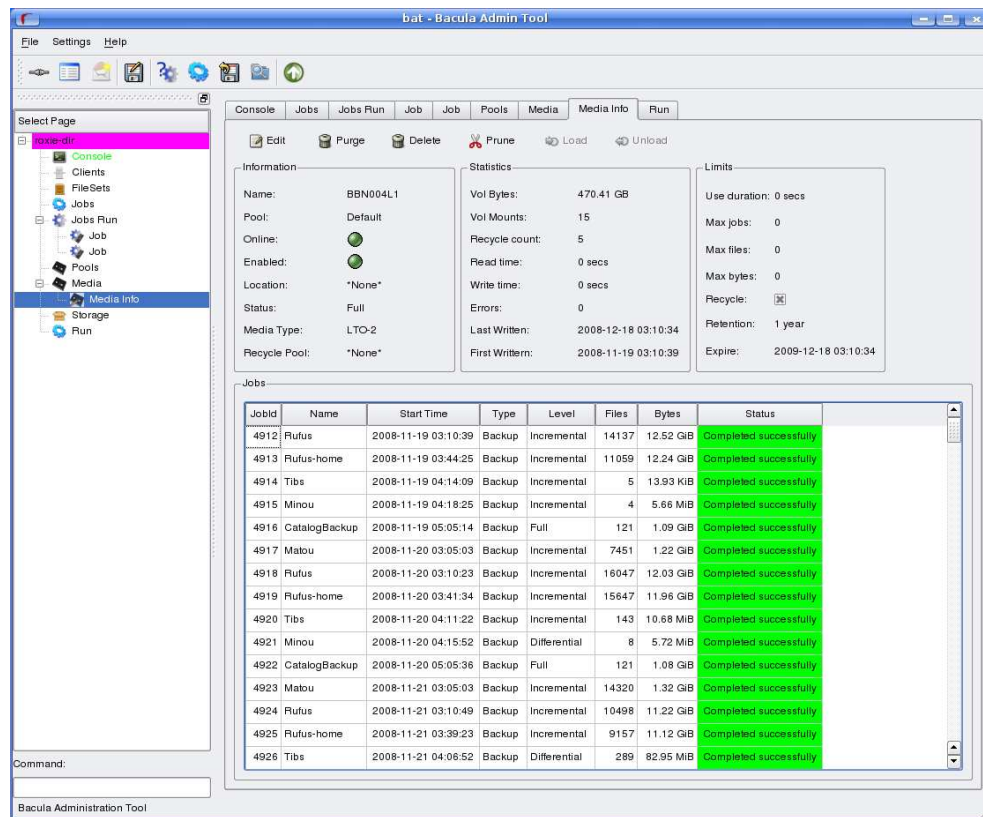 bat - Bacula Admin Tool
File Settings Help
Select Page
roxie-dir
Console
Clients
FileSets
Jobs
Jobs Run
Job
Job
Pools
Media
Media Info
Storage
Run
Command:
Bacula Administration Tool
Console Jobs Jobs Run Job Job Pools Media Media Info Run
Edit Purge Delete Prune Load Unload
Information
Name: BBN004L1
Pool: Default
Online:
Enabled:
Location: *None*
Status: Full
Media Type: LTO-2
Recycle Pool: *None*
Statistics
Vol Bytes: 470.41 GB
Vol Mounts: 15
Recycle count: 5
Read time: 0 secs
Write time: 0 secs
Errors: 0
Last Written: 2008-12-18 03:10:34
First Writtern: 2008-11-19 03:10:39
Limits
Use duration: 0 secs
Max jobs: 0
Max files: 0
Max bytes: 0
Recycle:
Retention: 1 year
Expire: 2009-12-18 03:10:34
Jobs
JobId Name Start Time Type Level Files Bytes Status
4912 Rufus 2008-11-19 03:10:39 Backup Incremental 14137 12.52 GiB Completed successfully
4913 Rufus-home 2008-11-19 03:44:25 Backup Incremental 11059 12.24 GiB Completed successfully
4914 Tibs 2008-11-19 04:14:09 Backup Incremental 5 13.93 KiB Completed successfully
4915 Minou 2008-11-19 04:18:25 Backup Incremental 4 5.66 MiB Completed successfully
4916 CatalogBackup 2008-11-19 05:05:14 Backup Full 121 1.09 GiB Completed successfully
4917 Matou 2008-11-20 03:05:03 Backup Incremental 7451 1.22 GiB Completed successfully
4918 Rufus 2008-11-20 03:10:23 Backup Incremental 16047 12.03 GiB Completed successfully
4919 Rufus-home 2008-11-20 03:41:34 Backup Incremental 15647 11.96 GiB Completed successfully
4920 Tibs 2008-11-20 04:11:22 Backup Incremental 143 10.68 MiB Completed successfully
4921 Minou 2008-11-20 04:15:52 Backup Differential 8 5.72 MiB Completed successfully
4922 CatalogBackup 2008-11-20 05:05:36 Backup Full 121 1.08 GiB Completed successfully
4923 Matou 2008-11-21 03:05:03 Backup Incremental 14320 1.32 GiB Completed successfully
4924 Rufus 2008-11-21 03:10:49 Backup Incremental 10498 11.22 GiB Completed successfully
4925 Rufus-home 2008-11-21 03:39:23 Backup Incremental 9157 11.12 GiB Completed successfully
4926 Tibs 2008-11-21 04:06:52 Backup Differential 289 82.95 MiB Completed successfully